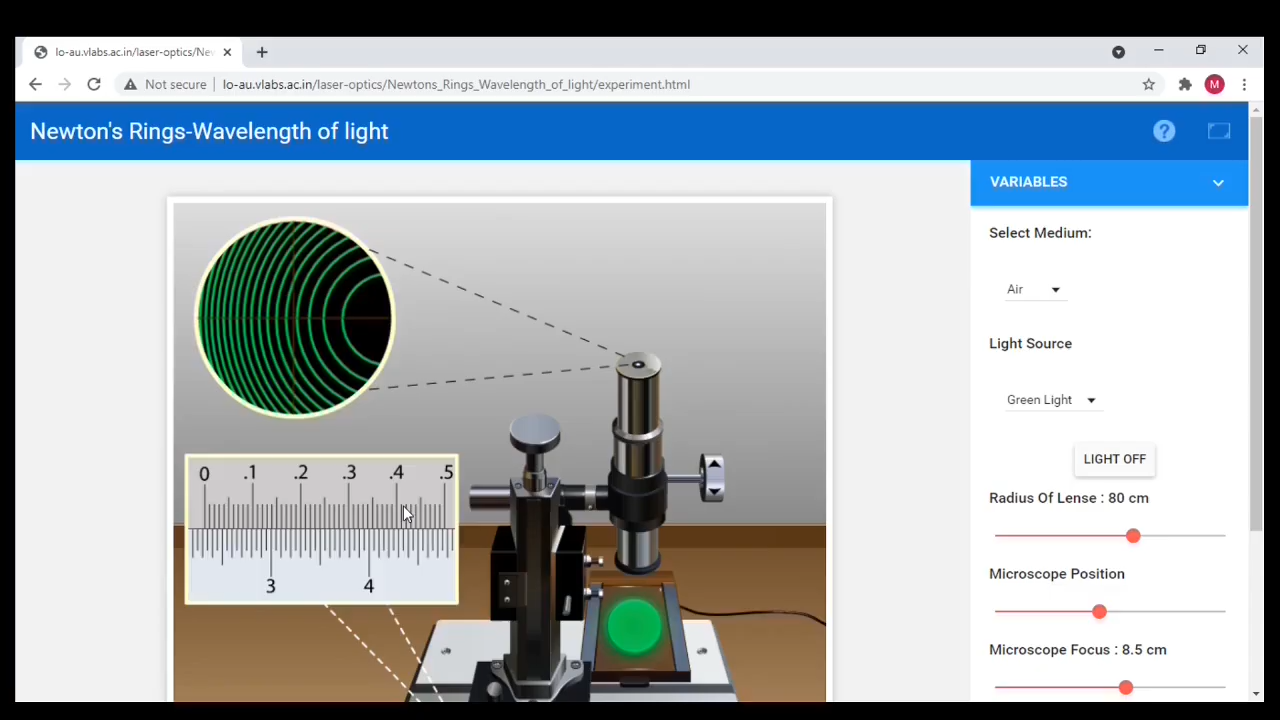 lo-au.vlabs.ac.in/laser-optics/Nev
Not secure lo-au.vlabs.ac.in/laser-optics/Newtons_Rings_Wavelength_of_light/experiment.html
M
Newton's Rings-Wavelength of light
?
VARIABLES
Select Medium:
Air
Light Source
Green Light
LIGHT OFF
Radius Of Lense : 80 cm
Microscope Position
Microscope Focus : 8.5 cm
0 .1 .2 .3 .4 .5
3 4